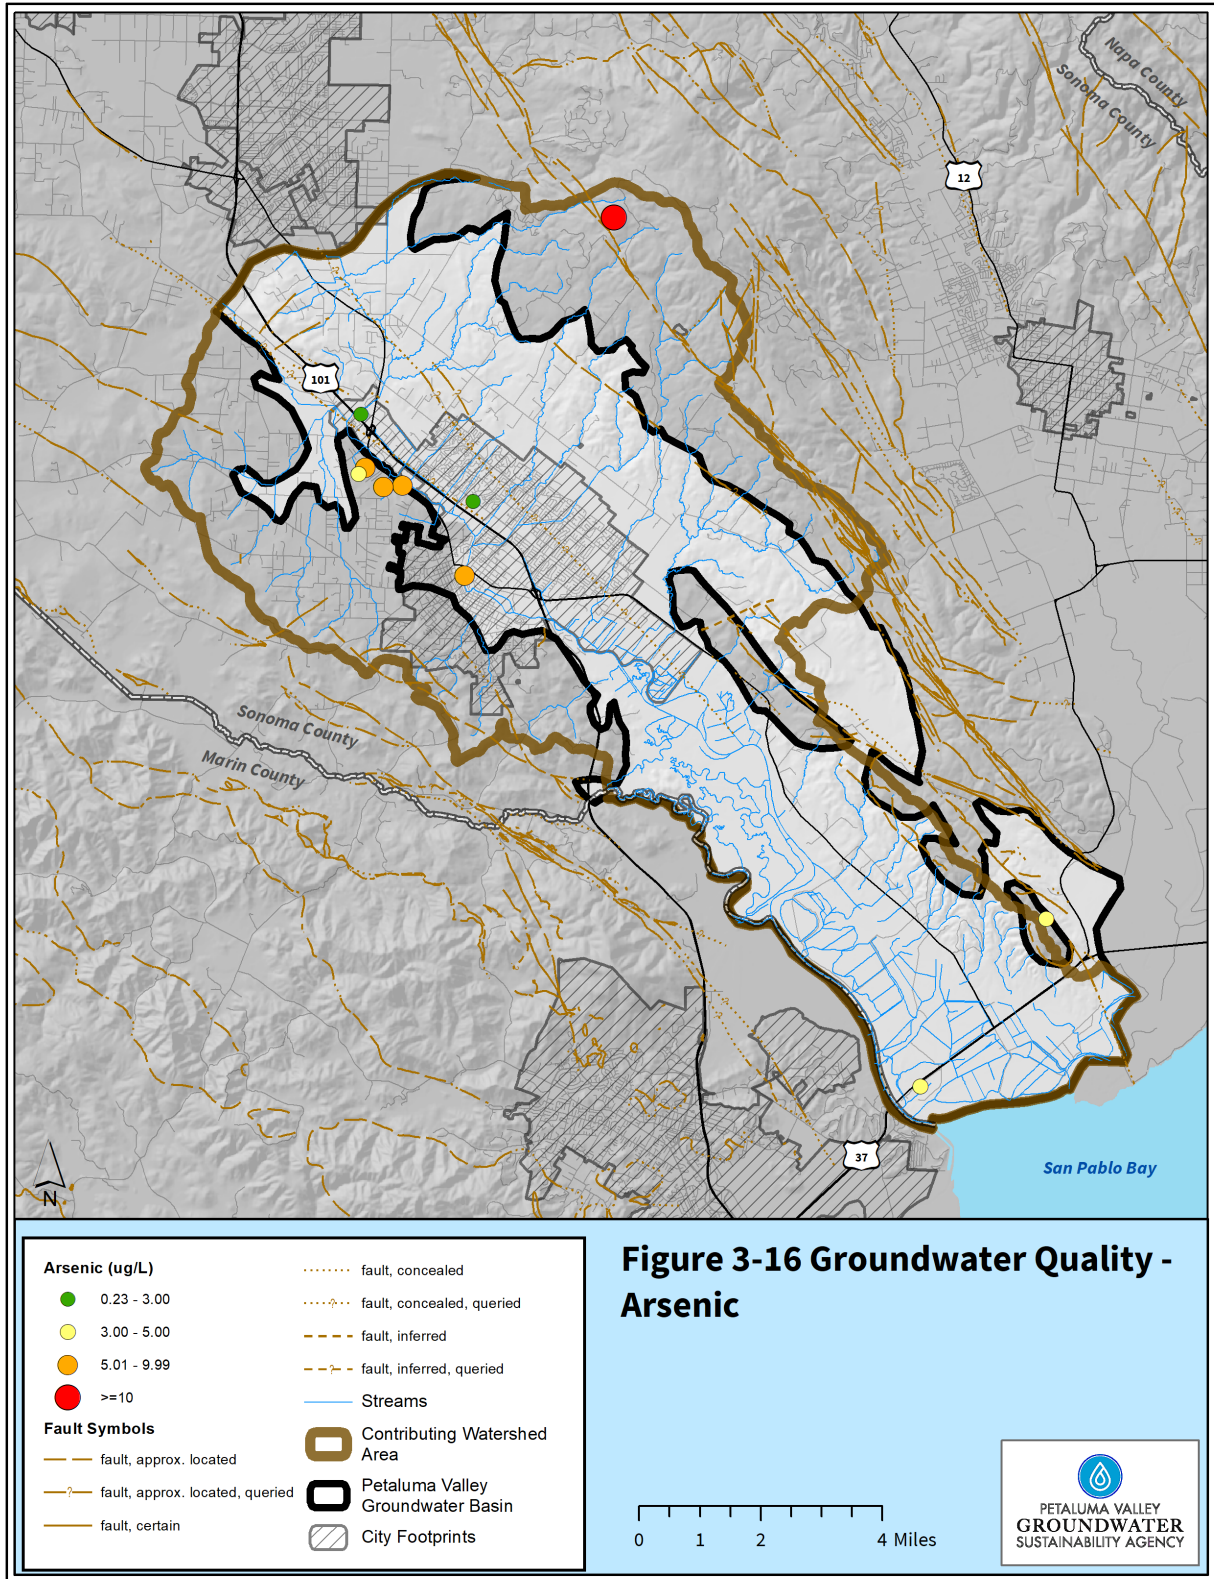 Napa County
Sonoma County
12
101
Sonoma County
Marin County
37
San Pablo Bay
N
Arsenic (ug/L)
0.23 - 3.00
3.00 - 5.00
5.01 - 9.99
>=10
Fault Symbols
fault, approx. located
?
fault, approx. located, queried
fault, certain
fault, concealed
?
fault, concealed, queried
fault, inferred
?
fault, inferred, queried
Streams
Contributing Watershed
Area
Petaluma Valley
Groundwater Basin
City Footprints
Figure 3-16 Groundwater Quality -
Arsenic
0 1 2 4 Miles
PETALUMA VALLEY
GROUNDWATER
SUSTAINABILITY AGENCY